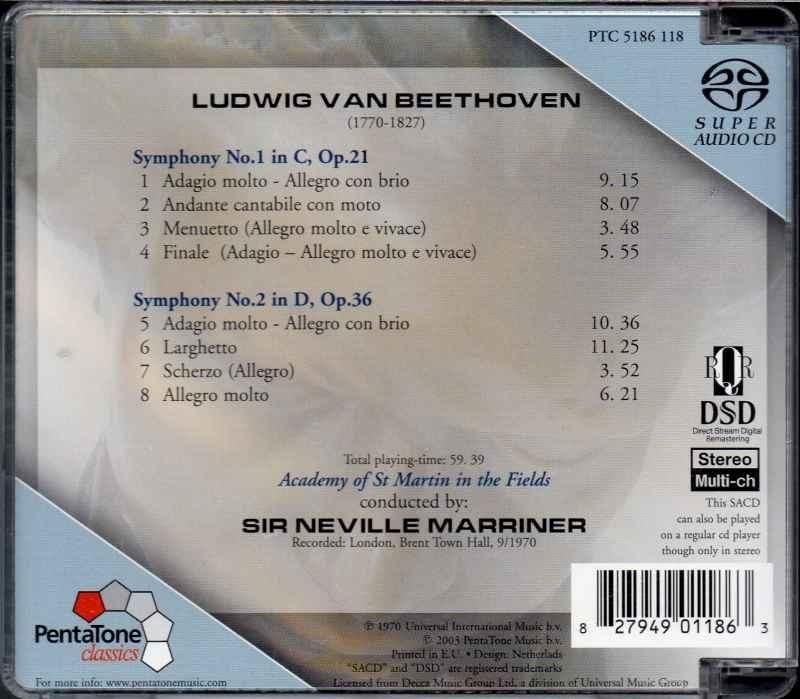 PTC 5186 118
SUPER
AUDIO CD
LUDWIG VAN BEETHOVEN
(1770-1827)
Symphony No.1 in C, Op.21
1 Adagio molto - Allegro con brio 9. 15
2 Andante cantabile con moto 8. 07
3 Menuetto (Allegro molto e vivace) 3. 48
4 Finale (Adagio – Allegro molto e vivace) 5. 55
Symphony No.2 in D, Op.36
5 Adagio molto - Allegro con brio 10. 36
6 Larghetto 11. 25
7 Scherzo (Allegro) 3. 52
8 Allegro molto 6. 21
RQR
DSD
Direct Stream Digital
Remastering
Stereo
Multi-ch
This SACD
can also be played
on a regular cd player
though only in stereo
Total playing-time: 59. 39
Academy of St Martin in the Fields
conducted by:
SIR NEVILLE MARRINER
Recorded: London, Brent Town Hall, 9/1970
8 27949 01186 3
PentaTone
classics
For more info: www.pentatonemusic.com
℗ 1970 Universal International Music b.v.
© 2003 PentaTone Music b.v.
Printed in E.U. • Design: Netherlads
"SACD" and "DSD" are registered trademarks
Licensed from Decca Music Group Ltd, a division of Universal Music Group